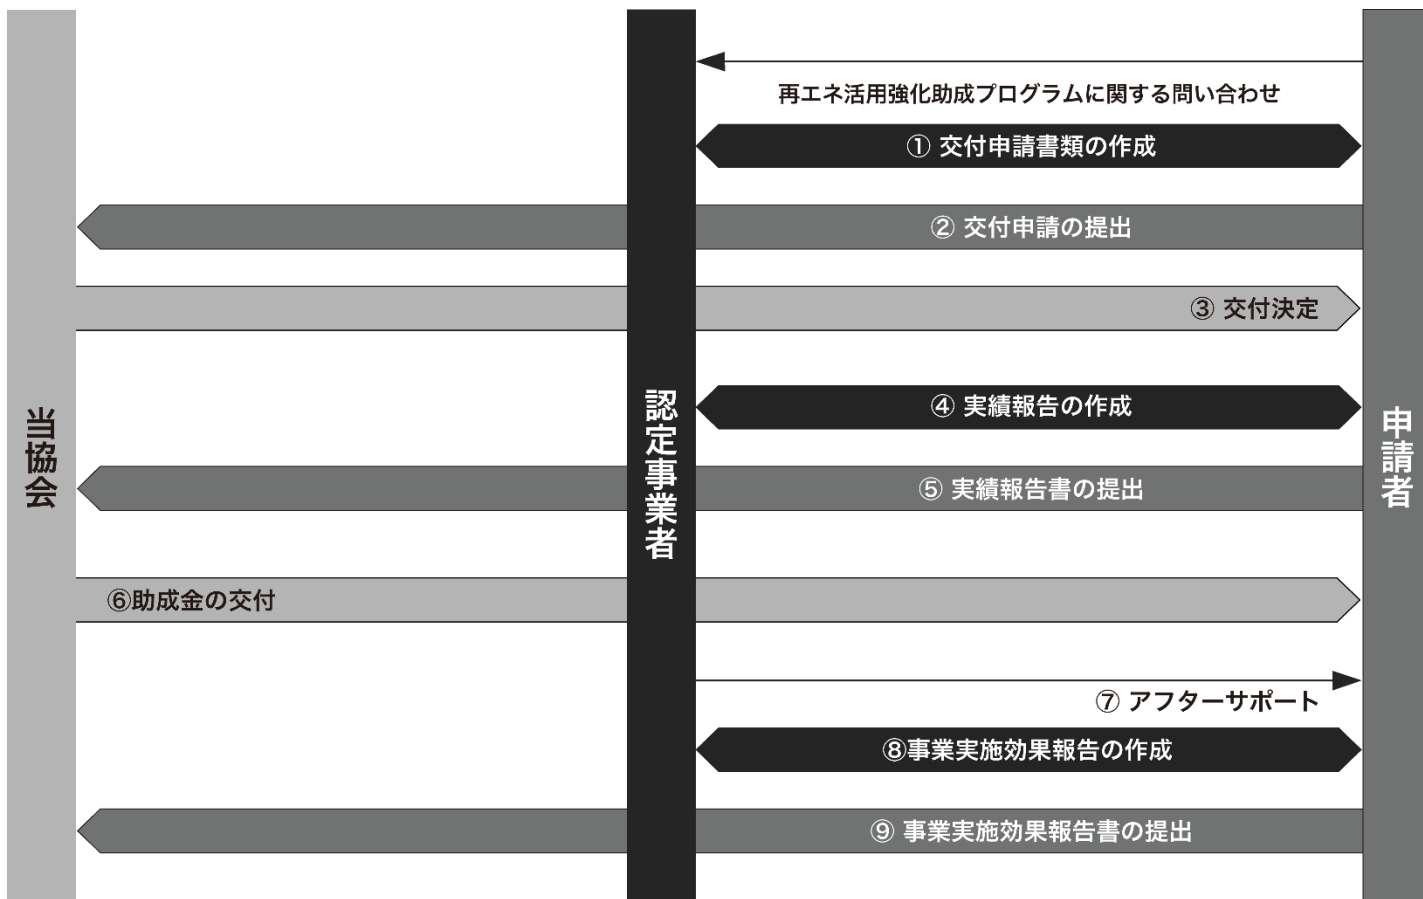 再エネ活用強化助成プログラムに関する問い合わせ
① 交付申請書類の作成
② 交付申請の提出
③ 交付決定
④ 実績報告の作成
⑤ 実績報告書の提出
⑥助成金の交付
⑦ アフターサポート
⑧事業実施効果報告の作成
⑨ 事業実施効果報告書の提出
当協会
認定事業者
申請者